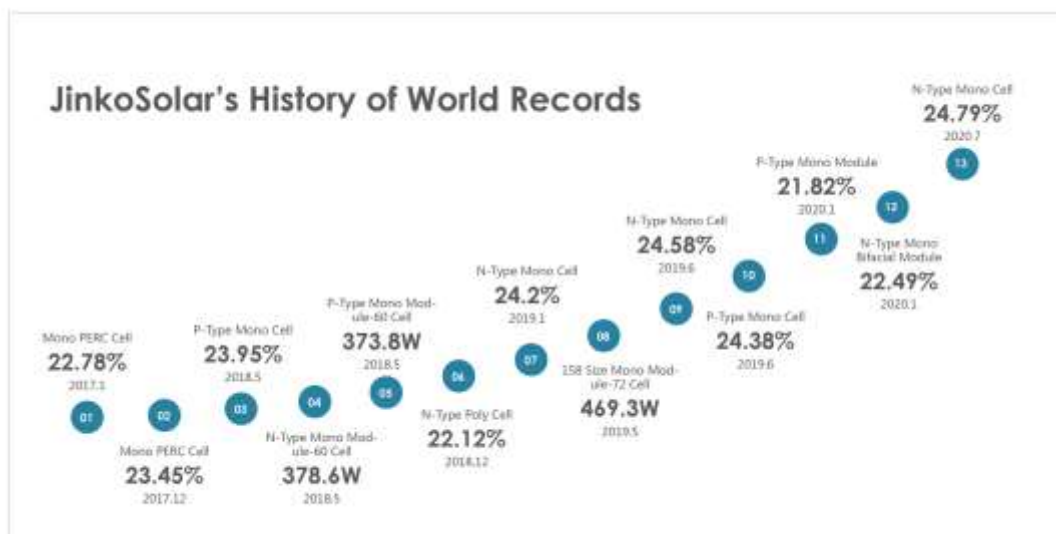 JinkoSolar's History of World Records
Mono PERC Cell
22.78%
2017.1
01
02
Mono PERC Cell
23.45%
2017.12
P-Type Mono Cell
23.95%
2018.5
03
04
N-Type Mono Mod-
ule-60 Cell
378.6W
2018.5
P-Type Mono Mod-
ule-60 Cell
373.8W
2018.5
05
06
N-Type Poly Cell
22.12%
2018.12
N-Type Mono Cell
24.2%
2019.1
07
08
158 Size Mono Mod-
ule-72 Cell
469.3W
2019.5
N-Type Mono Cell
24.58%
2019.6
09
10
P-Type Mono Cell
24.38%
2019.6
P-Type Mono Module
21.82%
2020.1
11
12
N-Type Mono
Bifacial Module
22.49%
2020.1
N-Type Mono Cell
24.79%
2020.7
13